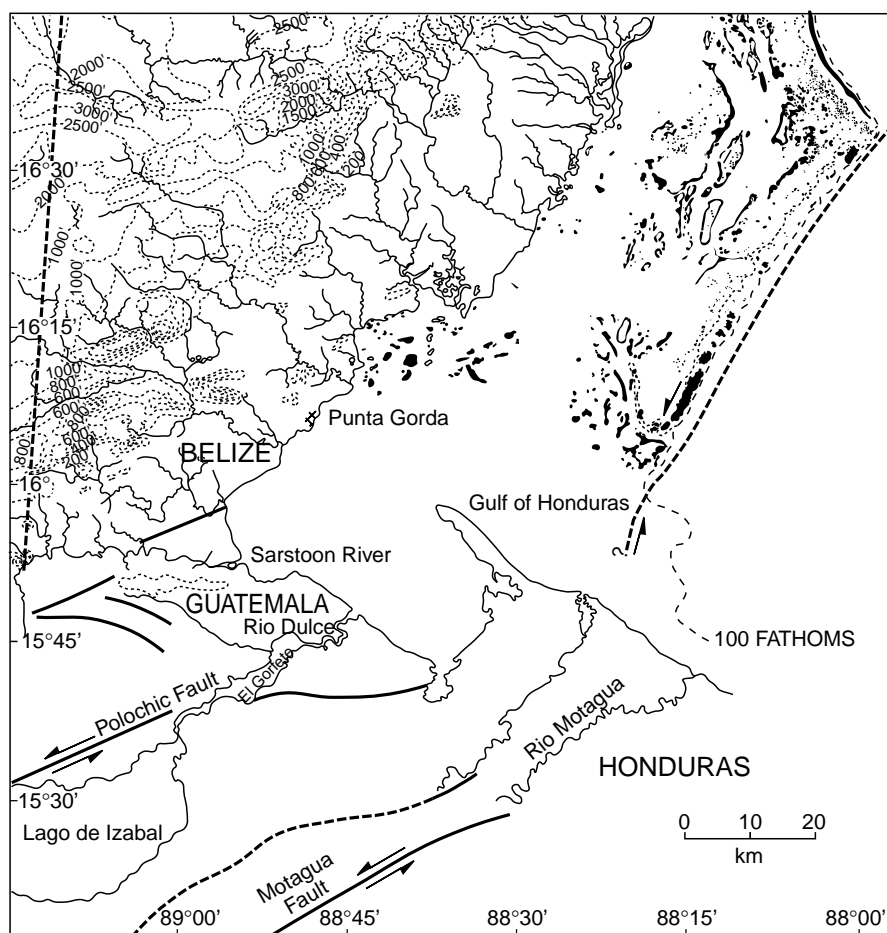 2500'
2000'
2500'
2500'
3000'
3000'
2500'
2000'
1500'
1000'
800'
600'
400'
200'
16°30'
2000'
1000'
1000'
16°15'
1000'
800'
600'
Punta Gorda
800'
600'
400'
200'
800'
BELIZE
16°
Gulf of Honduras
Sarstoon River
GUATEMALA
Rio Dulce
15°45'
100 FATHOMS
El Gorlete
Polochic Fault
Rio Motagua
HONDURAS
15°30'
Lago de Izabal
0 10 20
km
Motagua
Fault
89°00' 88°45' 88°30' 88°15' 88°00'